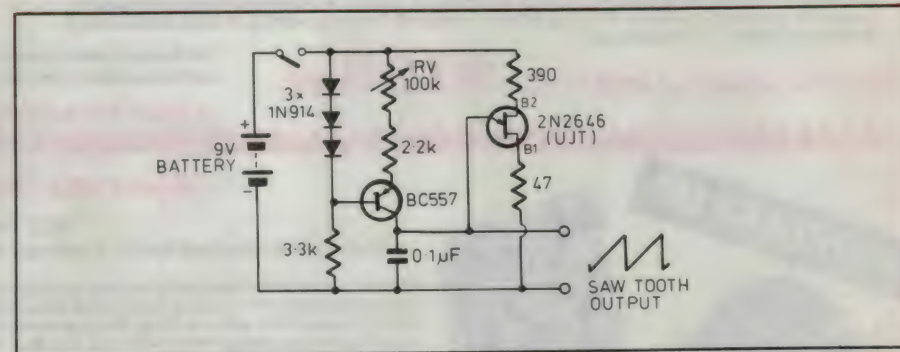 RV
100k
390
3x
1N914
B2
2N2646
(UJT)
B1
+
9V
BATTERY
-
2·2k
BC557
47
3·3k
0·1µF
SAW TOOTH
OUTPUT